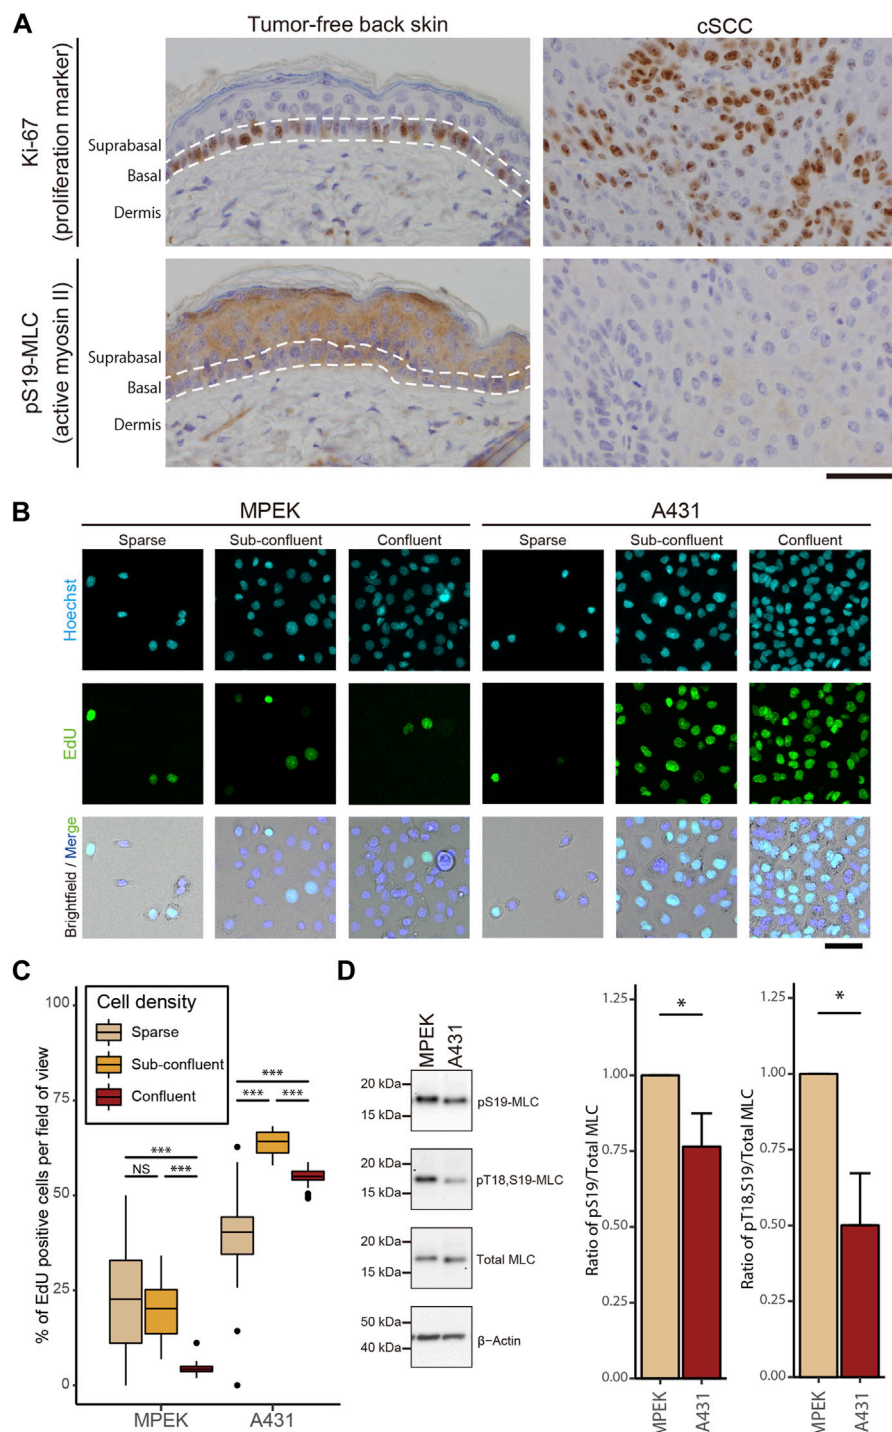 A
Tumor-free back skin
cSCC
Ki-67
(proliferation marker)
Suprabasal
Basal
Dermis
pS19-MLC
(active myosin II)
Suprabasal
Basal
Dermis
B
MPEK
A431
Sparse
Sub-confluent
Confluent
Sparse
Sub-confluent
Confluent
Hoechst
EdU
Brightfield / Merge
C
% of EdU positive cells per field of view
100
75
50
25
0
Cell density
Sparse
Sub-confluent
Confluent
***
NS
***
***
***
***
MPEK
A431
D
MPEK
A431
20 kDa
15 kDa
pS19-MLC
20 kDa
15 kDa
pT18,S19-MLC
20 kDa
15 kDa
Total MLC
50 kDa
40 kDa
β-Actin
Ratio of pS19/Total MLC
1.25
1.00
0.75
0.50
0.25
0.00
*
MPEK
A431
Ratio of pT18,S19/Total MLC
1.25
1.00
0.75
0.50
0.25
0.00
*
MPEK
A431